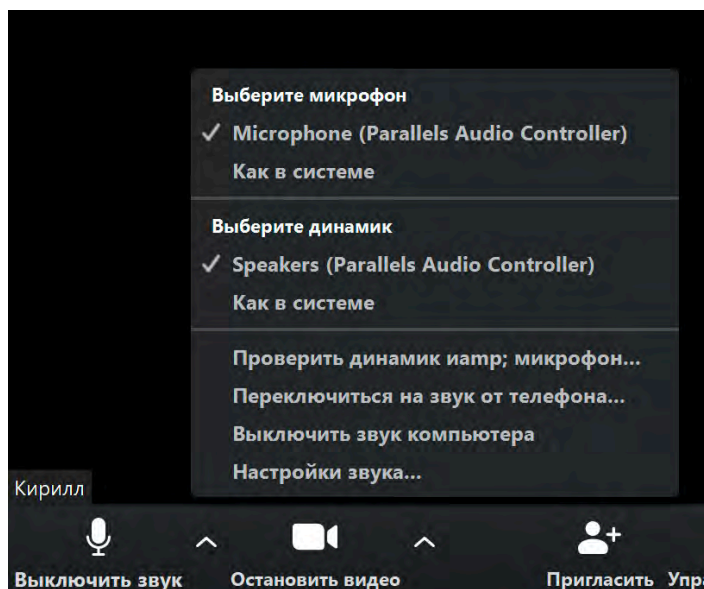 Выберите микрофон
Microphone (Parallels Audio Controller)
Как в системе
Выберите динамик
Speakers (Parallels Audio Controller)
Как в системе
Проверить динамик иamp; микрофон...
Переключиться на звук от телефона...
Выключить звук компьютера
Настройки звука...
Кирилл
Выключить звук Остановить видео Пригласить